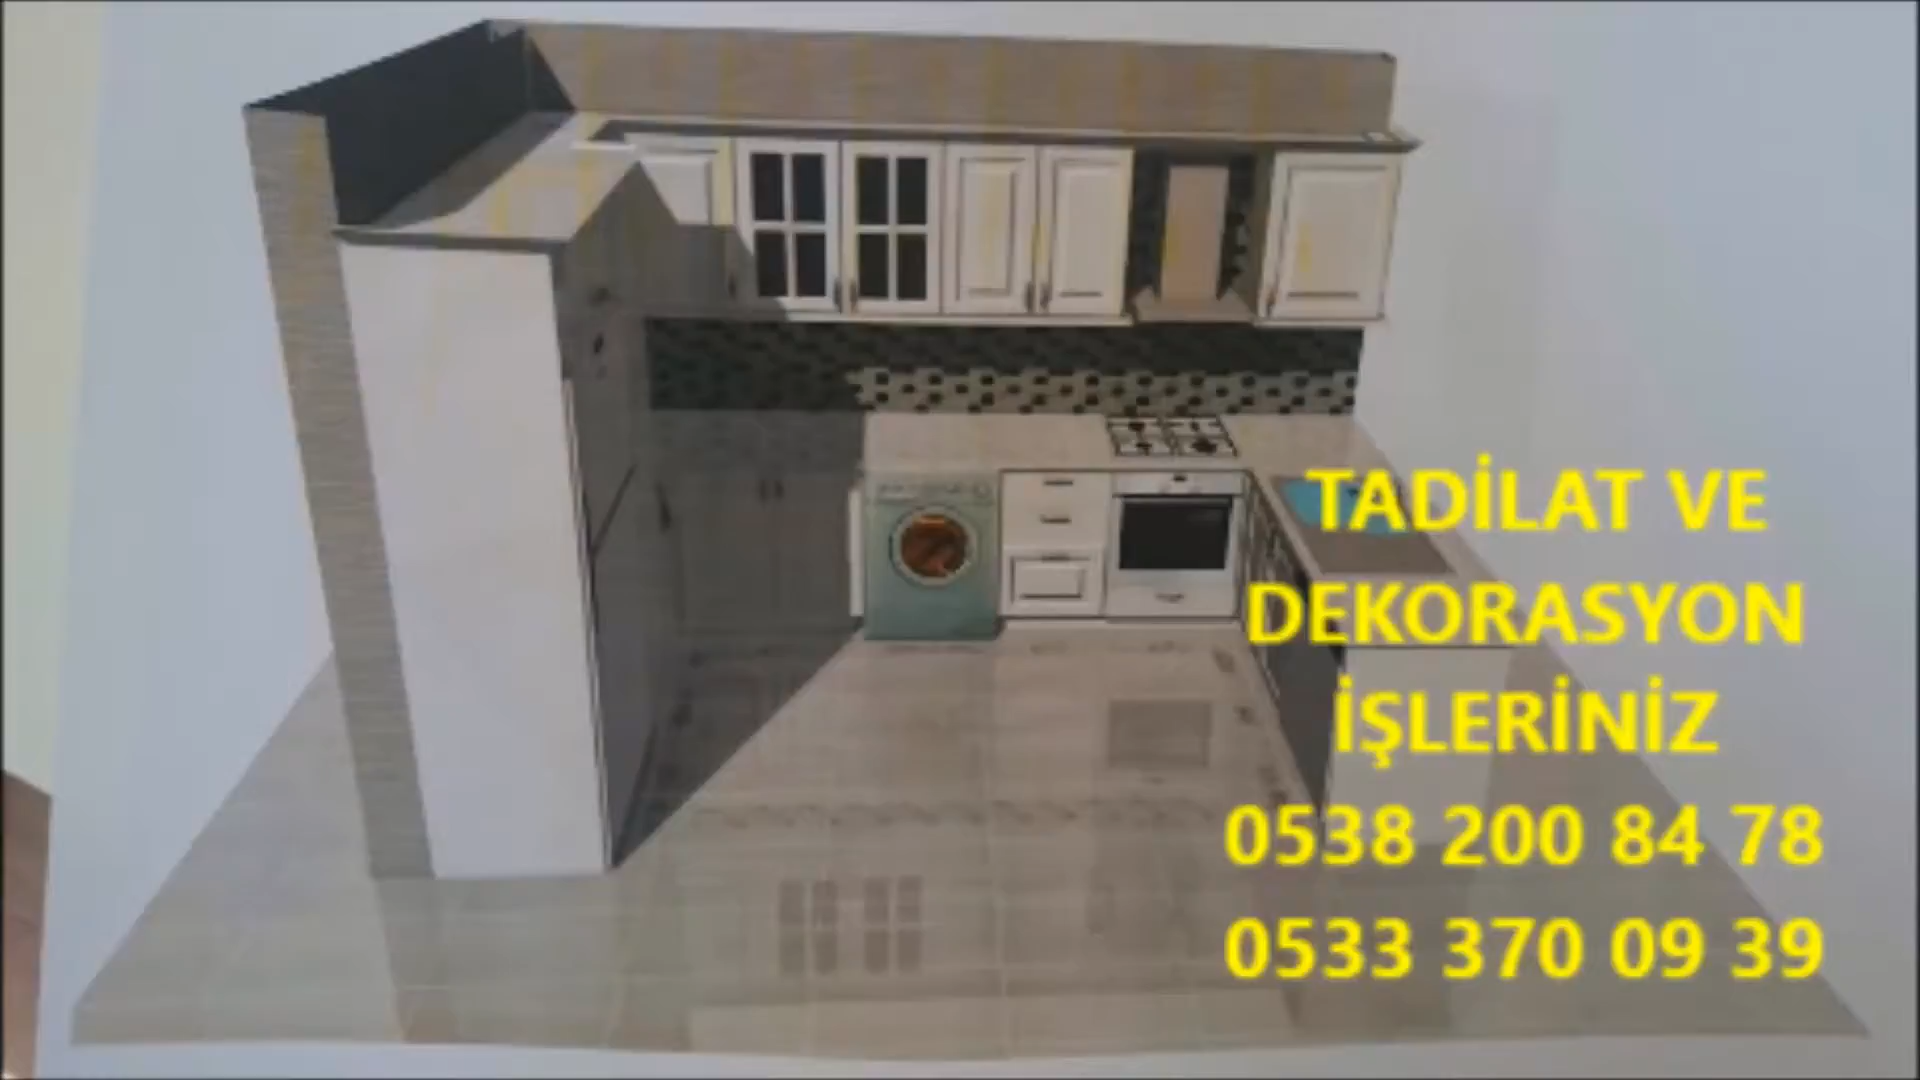 TADİLAT VE
DEKORASYON
İŞLERİNİZ
0538 200 84 78
0533 370 09 39